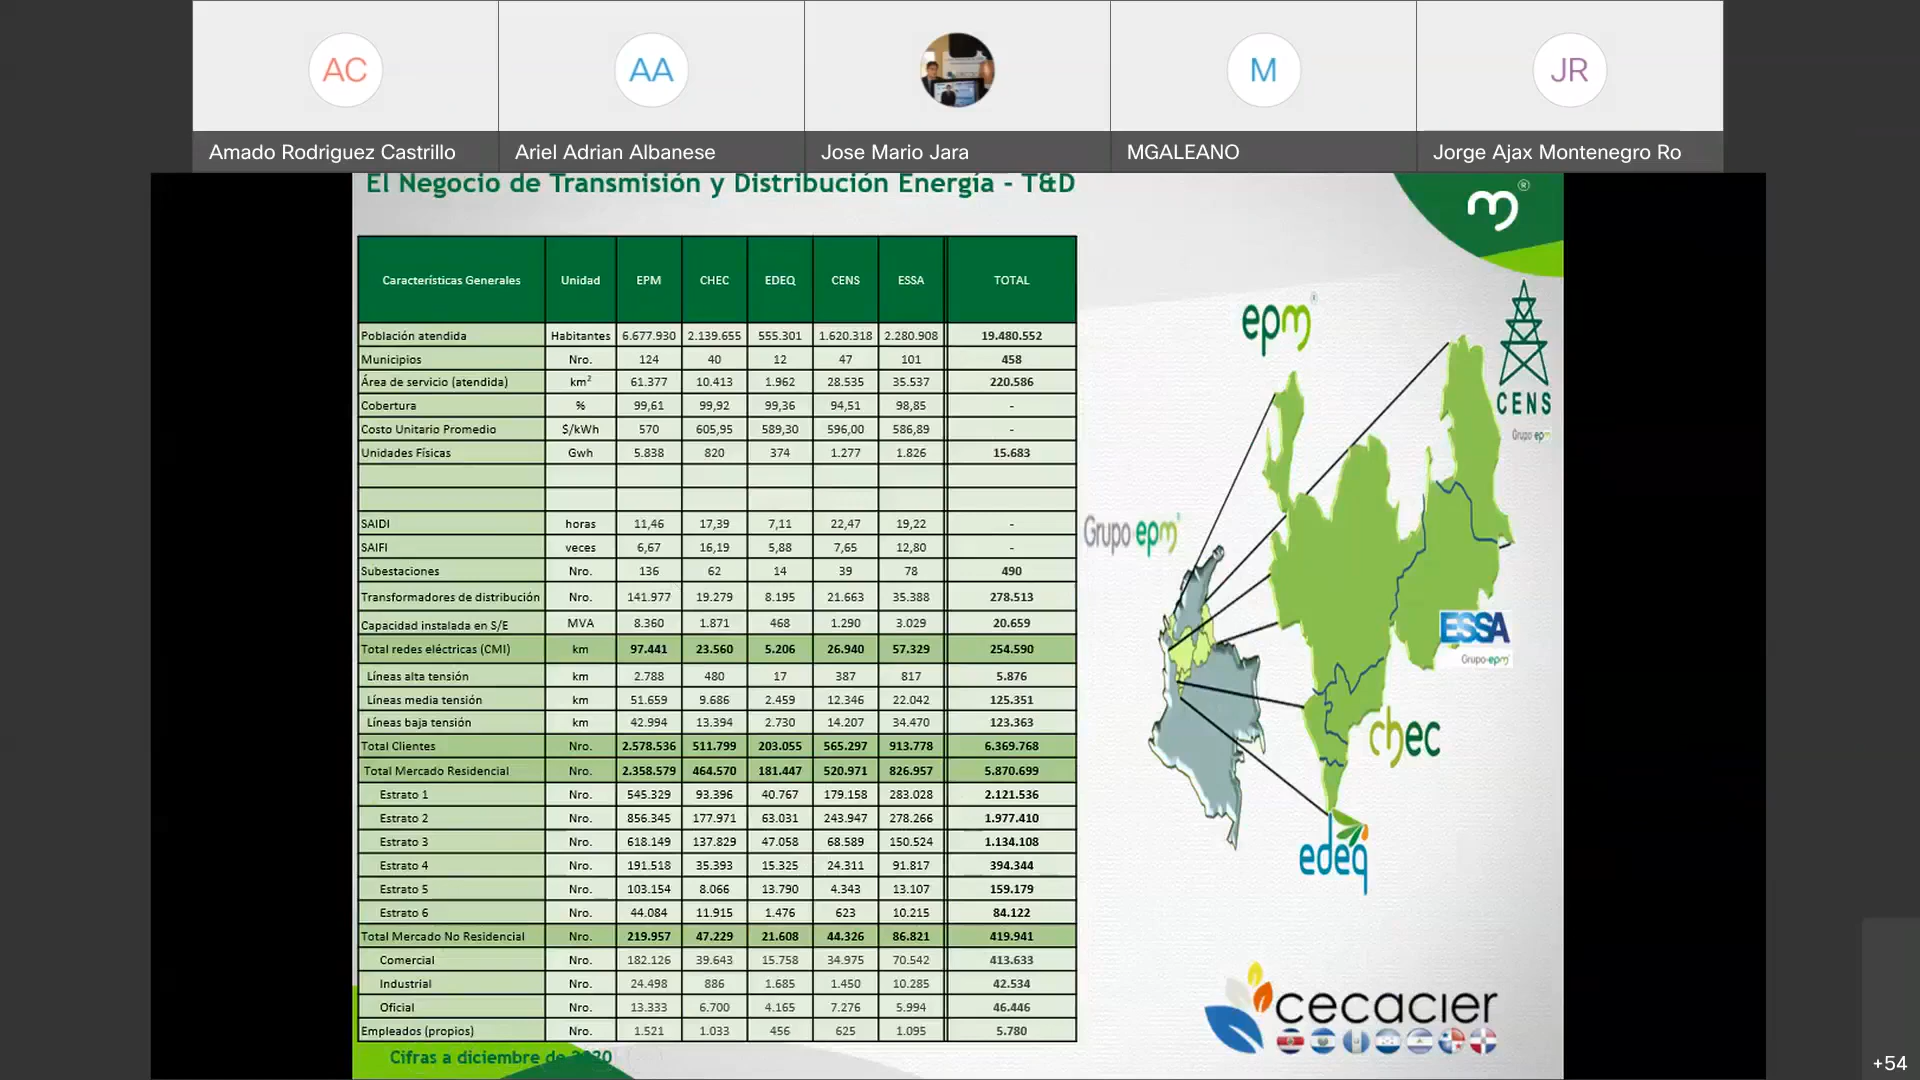 AC
AA
M
JR
Amado Rodriguez Castrillo
Ariel Adrian Albanese
Jose Mario Jara
MGALEANO
Jorge Ajax Montenegro Ro
El Negocio de Transmisión y Distribución Energía - T&D
Características Generales Unidad EPM CHEC EDEQ CENS ESSA TOTAL
Población atendida Habitantes 6.677.930 2.139.655 555.301 1.620.318 2.280.908 19.480.552
Municipios Nro. 124 40 12 47 101 458
Área de servicio (atendida) km² 61.377 10.413 1.962 28.535 35.537 220.586
Cobertura % 99,61 99,92 99,36 94,51 98,85 -
Costo Unitario Promedio $/kWh 570 605,95 589,30 596,00 586,89 -
Unidades Físicas Gwh 5.838 820 374 1.277 1.826 15.683
SAIDI horas 11,46 17,39 7,11 22,47 19,22 -
SAIFI veces 6,67 16,19 5,88 7,65 12,80 -
Subestaciones Nro. 136 62 14 39 78 490
Transformadores de distribución Nro. 141.977 19.279 8.195 21.663 35.388 278.513
Capacidad instalada en S/E MVA 8.360 1.871 468 1.290 3.029 20.659
Total redes eléctricas (CMI) km 97.441 23.560 5.206 26.940 57.329 254.590
Líneas alta tensión km 2.788 480 17 387 817 5.876
Líneas media tensión km 51.659 9.686 2.459 12.346 22.042 125.351
Líneas baja tensión km 42.994 13.394 2.730 14.207 34.470 123.363
Total Clientes Nro. 2.578.536 511.799 203.055 565.297 913.778 6.369.768
Total Mercado Residencial Nro. 2.358.579 464.570 181.447 520.971 826.957 5.870.699
Estrato 1 Nro. 545.329 93.396 40.767 179.158 283.028 2.121.536
Estrato 2 Nro. 856.345 177.971 63.031 243.947 278.266 1.977.410
Estrato 3 Nro. 618.149 137.829 47.058 68.589 150.524 1.134.108
Estrato 4 Nro. 191.518 35.393 15.325 24.311 91.817 394.344
Estrato 5 Nro. 103.154 8.066 13.790 4.343 13.107 159.179
Estrato 6 Nro. 44.084 11.915 1.476 623 10.215 84.122
Total Mercado No Residencial Nro. 219.957 47.229 21.608 44.326 86.821 419.941
Comercial Nro. 182.126 39.643 15.758 34.975 70.542 413.633
Industrial Nro. 24.498 886 1.685 1.450 10.285 42.534
Oficial Nro. 13.333 6.700 4.165 7.276 5.994 46.446
Empleados (propios) Nro. 1.521 1.033 456 625 1.095 5.780
Cifras a diciembre de 2020
epm
CENS
Grupo epm
Grupo epm
ESSA
Grupo epm
chec
edeq
cecacier
+54